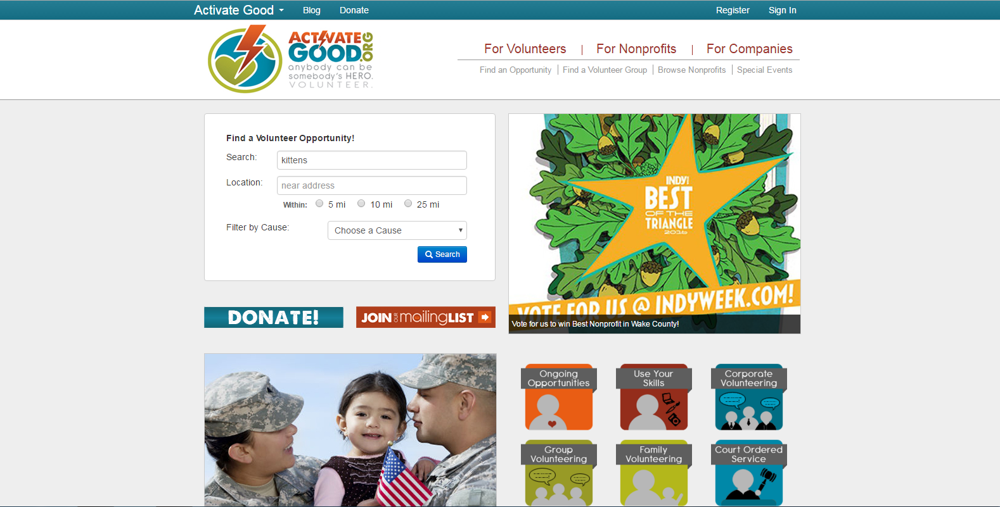 Activate Good
Blog
Donate
Register
Sign In
ACTIVATE
GOOD.ORG
anybody can be
somebody's HERO.
VOLUNTEER.
For Volunteers
For Nonprofits
For Companies
Find an Opportunity
Find a Volunteer Group
Browse Nonprofits
Special Events
Find a Volunteer Opportunity!
Search:
kittens
Location:
near address
Within:
5 mi
10 mi
25 mi
Filter by Cause:
Choose a Cause
Search
DONATE!
JOIN OUR mailing LIST
INDY
BEST
OF THE
TRIANGLE
2016
VOTE FOR US @ INDYWEEK.COM!
Vote for us to win Best Nonprofit in Wake County!
Ongoing
Opportunities
Use Your
Skills
Corporate
Volunteering
Group
Volunteering
Family
Volunteering
Court Ordered
Service